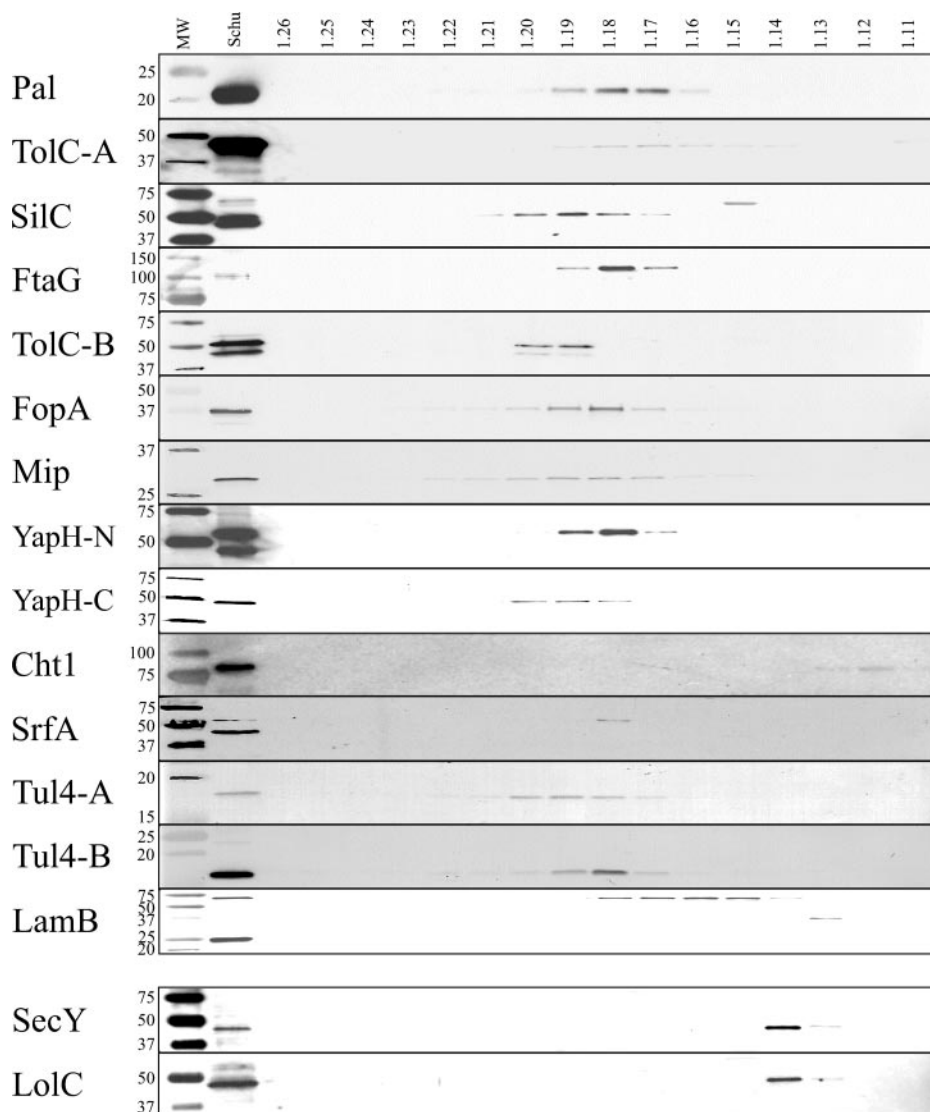 MW Schu 1.26 1.25 1.24 1.23 1.22 1.21 1.20 1.19 1.18 1.17 1.16 1.15 1.14 1.13 1.12 1.11
Pal 25 20
TolC-A 50 37
SilC 75 50 37
FtaG 150 100 75
TolC-B 75 50 37
FopA 50 37
Mip 37 25
YapH-N 75 50
YapH-C 75 50 37
Cht1 100 75
SrfA 75 50 37
Tul4-A 20 15
Tul4-B 25 20
LamB 75 50 37 25 20
SecY 75 50 37
LolC 50 37